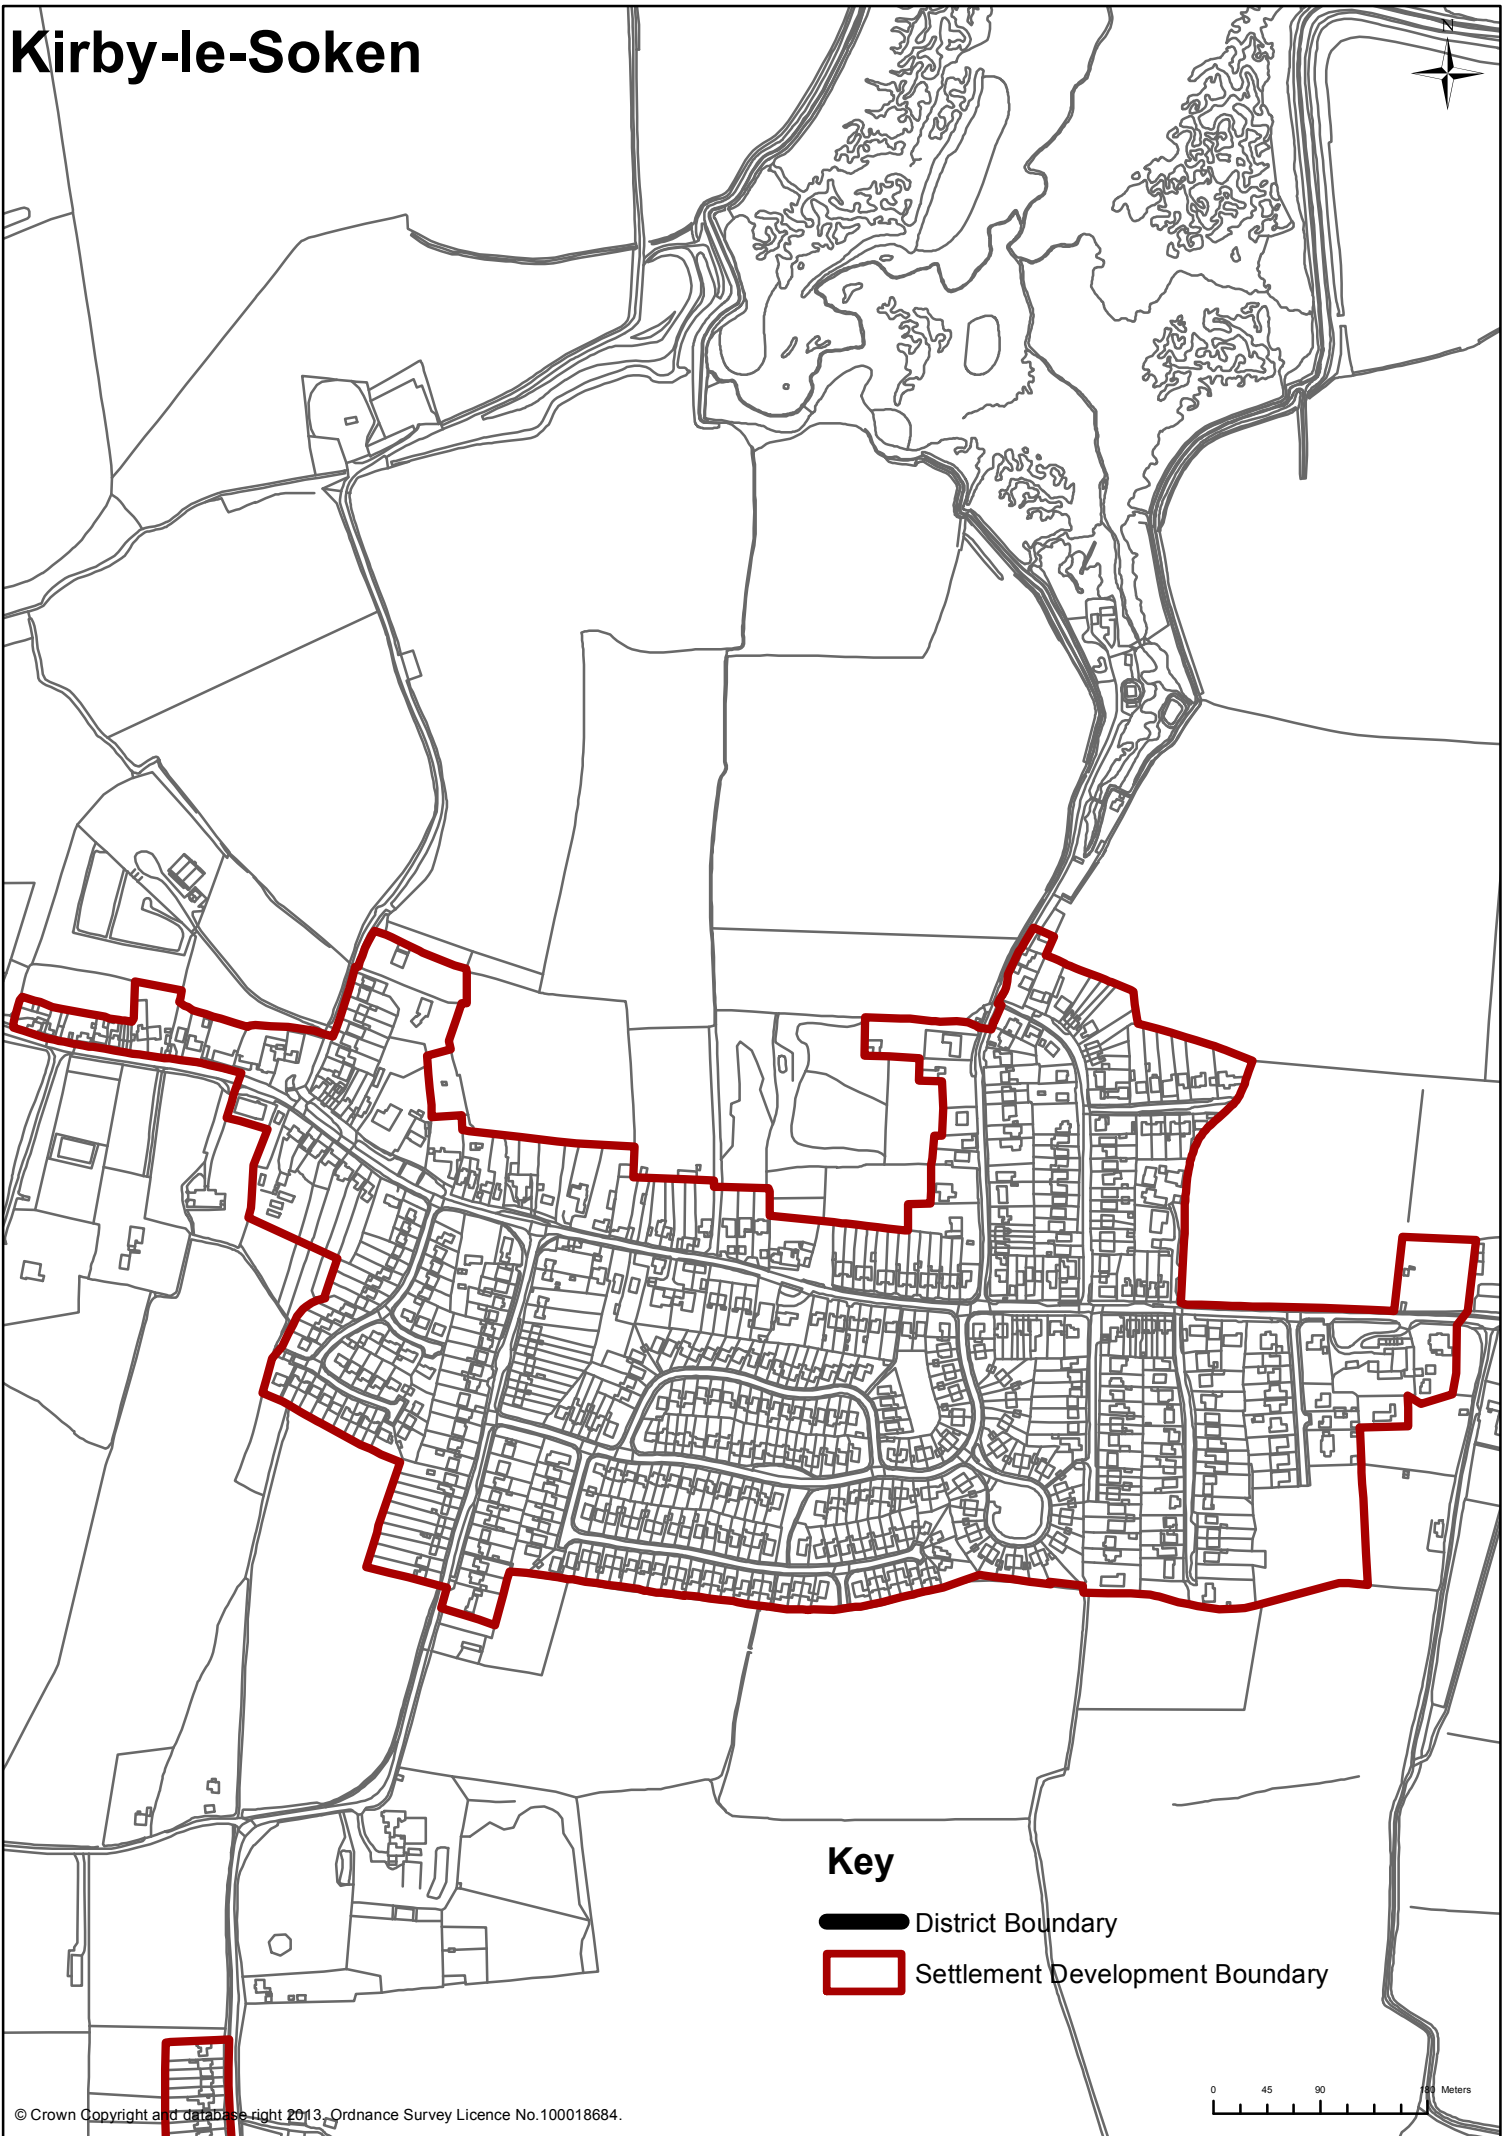 Kirby-le-Soken
N
Key
District Boundary
Settlement Development Boundary
0 45 90 180 Meters
© Crown Copyright and database right 2013. Ordnance Survey Licence No.100018684.